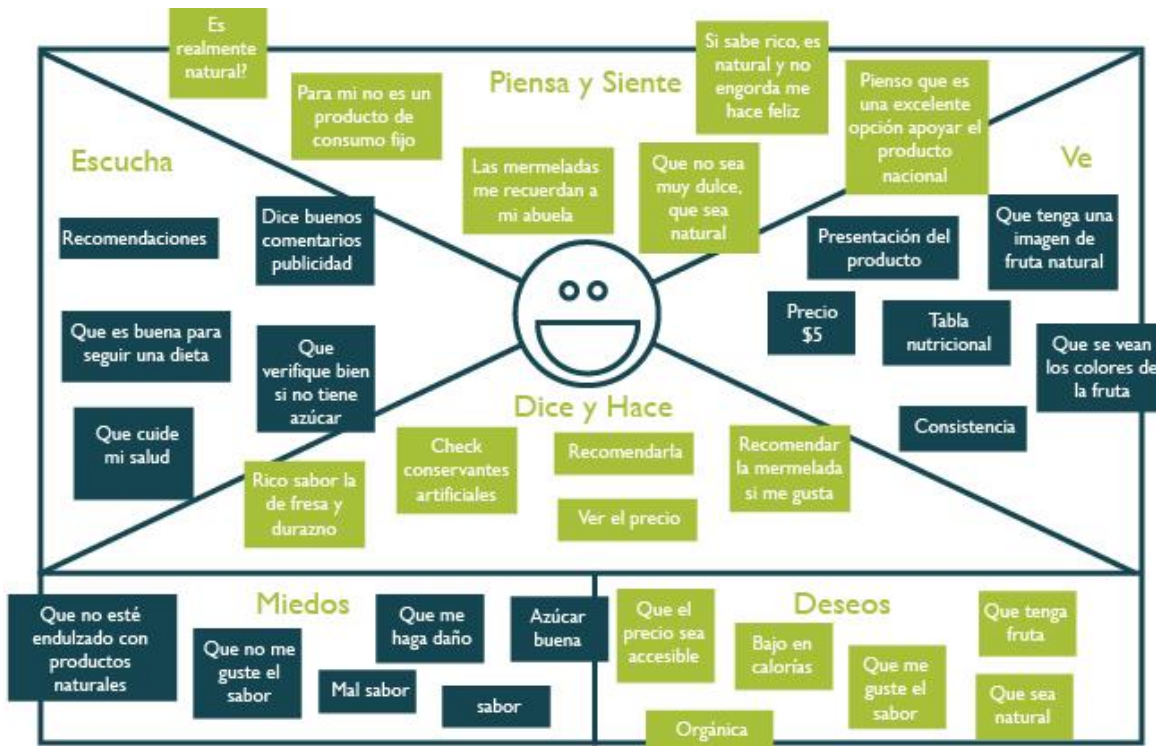 Es
realmente
natural?
Piensa y Siente
Para mi no es un
producto de
consumo fijo
Las mermeladas
me recuerdan a
mi abuela
Si sabe rico, es
natural y no
engorda me
hace feliz
Que no sea
muy dulce,
que sea
natural
Pienso que es
una excelente
opción apoyar el
producto
nacional
Escucha
Recomendaciones
Dice buenos
comentarios
publicidad
Que es buena para
seguir una dieta
Que
verifique bien
si no tiene
azúcar
Que cuide
mi salud
Ve
Presentación del
producto
Que tenga una
imagen de
fruta natural
Precio
$5
Tabla
nutricional
Que se vean
los colores de
la fruta
Consistencia
Dice y Hace
Rico sabor la
de fresa y
durazno
Check
conservantes
artificiales
Recomendarla
Ver el precio
Recomendar
la mermelada
si me gusta
Miedos
Que no esté
endulzado con
productos
naturales
Que no me
guste el
sabor
Que me
haga daño
Mal sabor
Azúcar
buena
sabor
Deseos
Que el
precio sea
accesible
Bajo en
calorías
Orgánica
Que me
guste el
sabor
Que tenga
fruta
Que sea
natural